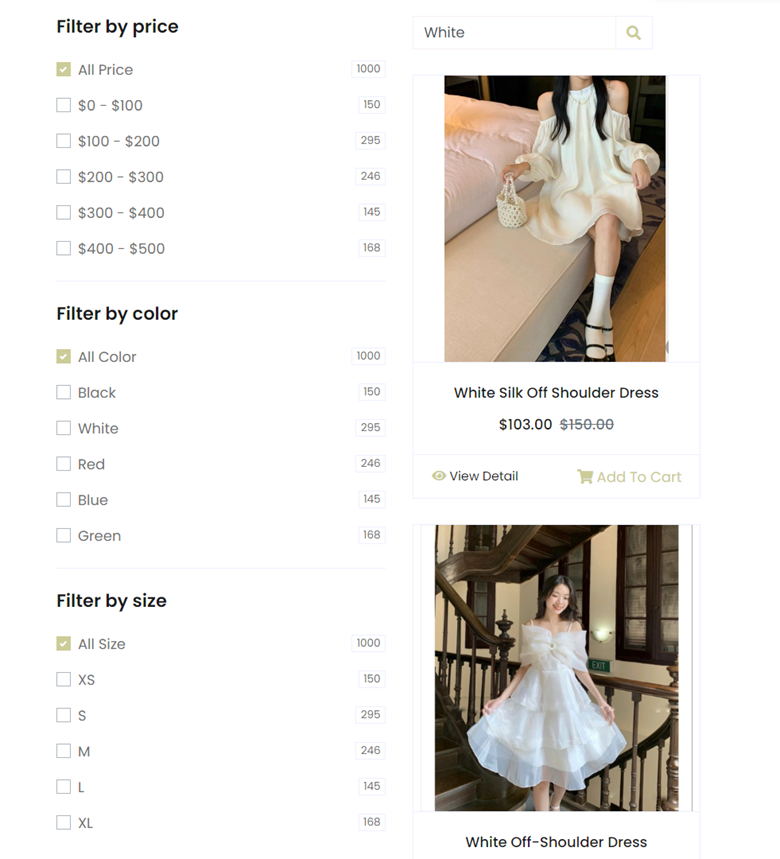 Filter by price
All Price 1000
$0 - $100 150
$100 - $200 295
$200 - $300 246
$300 - $400 145
$400 - $500 168
Filter by color
All Color 1000
Black 150
White 295
Red 246
Blue 145
Green 168
Filter by size
All Size 1000
XS 150
S 295
M 246
L 145
XL 168
White
White Silk Off Shoulder Dress
$103.00 $150.00
View Detail Add To Cart
EXIT
White Off-Shoulder Dress